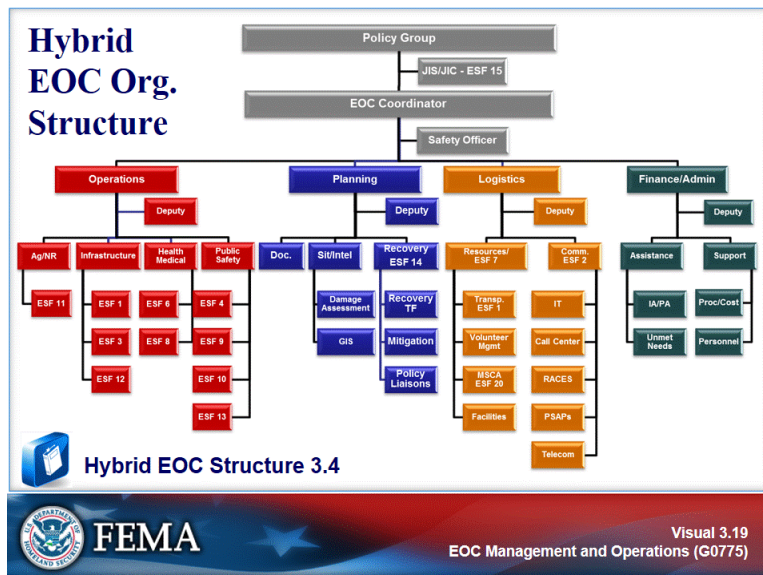 Hybrid
EOC Org.
Structure
Policy Group
JIS/JIC - ESF 15
EOC Coordinator
Safety Officer
Operations
Planning
Logistics
Finance/Admin
Deputy
Deputy
Deputy
Deputy
Ag/NR
Infrastructure
Health
Medical
Public
Safety
Doc.
Sit/Intel
Recovery
ESF 14
Resources/
ESF 7
Comm.
ESF 2
Assistance
Support
ESF 11
ESF 1
ESF 6
ESF 4
Damage
Assessment
Recovery
TF
Transp.
ESF 1
IT
IA/PA
Proc/Cost
ESF 3
ESF 8
ESF 9
GIS
Mitigation
Volunteer
Mgmt
Call Center
Unmet
Needs
Personnel
ESF 12
ESF 10
Policy
Liaisons
MSCA
ESF 20
RACES
ESF 13
Facilities
PSAPs
Telecom
Hybrid EOC Structure 3.4
U.S. DEPARTMENT OF
HOMELAND SECURITY
FEMA
Visual 3.19
EOC Management and Operations (G0775)